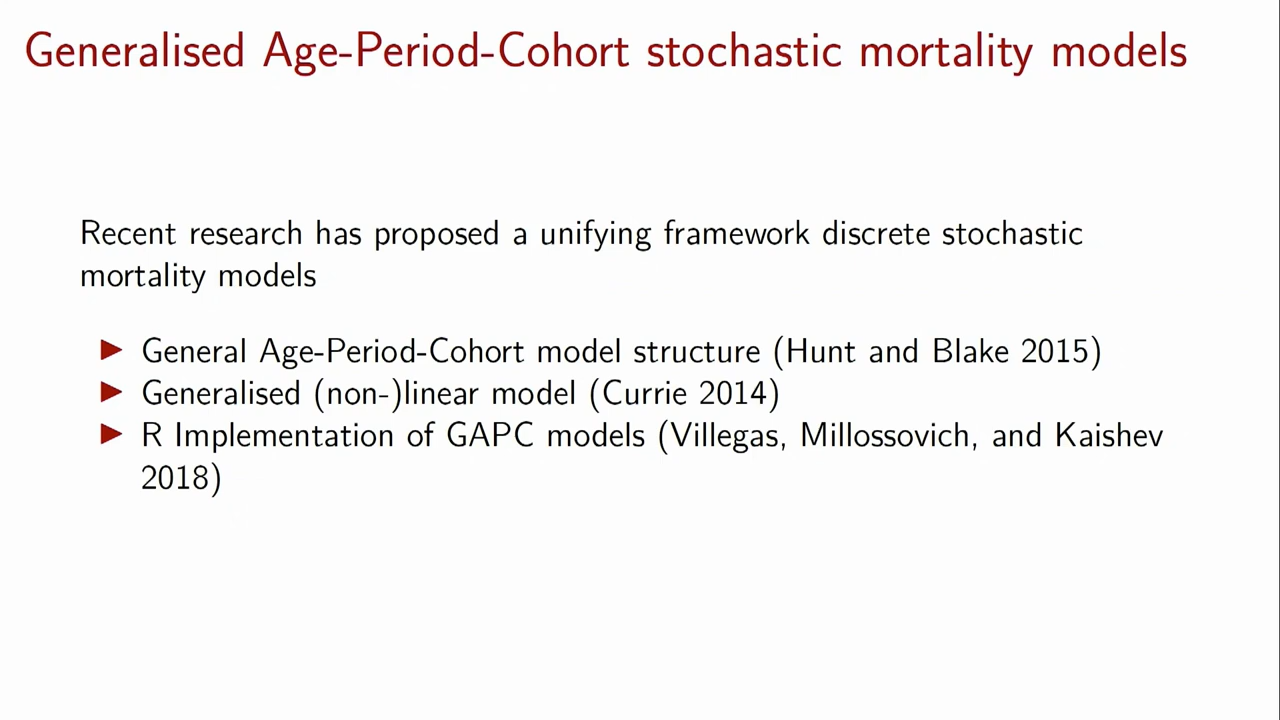 Generalised Age-Period-Cohort stochastic mortality models
Recent research has proposed a unifying framework discrete stochastic
mortality models
▶ General Age-Period-Cohort model structure (Hunt and Blake 2015)
▶ Generalised (non-)linear model (Currie 2014)
▶ R Implementation of GAPC models (Villegas, Millossovich, and Kaishev
2018)